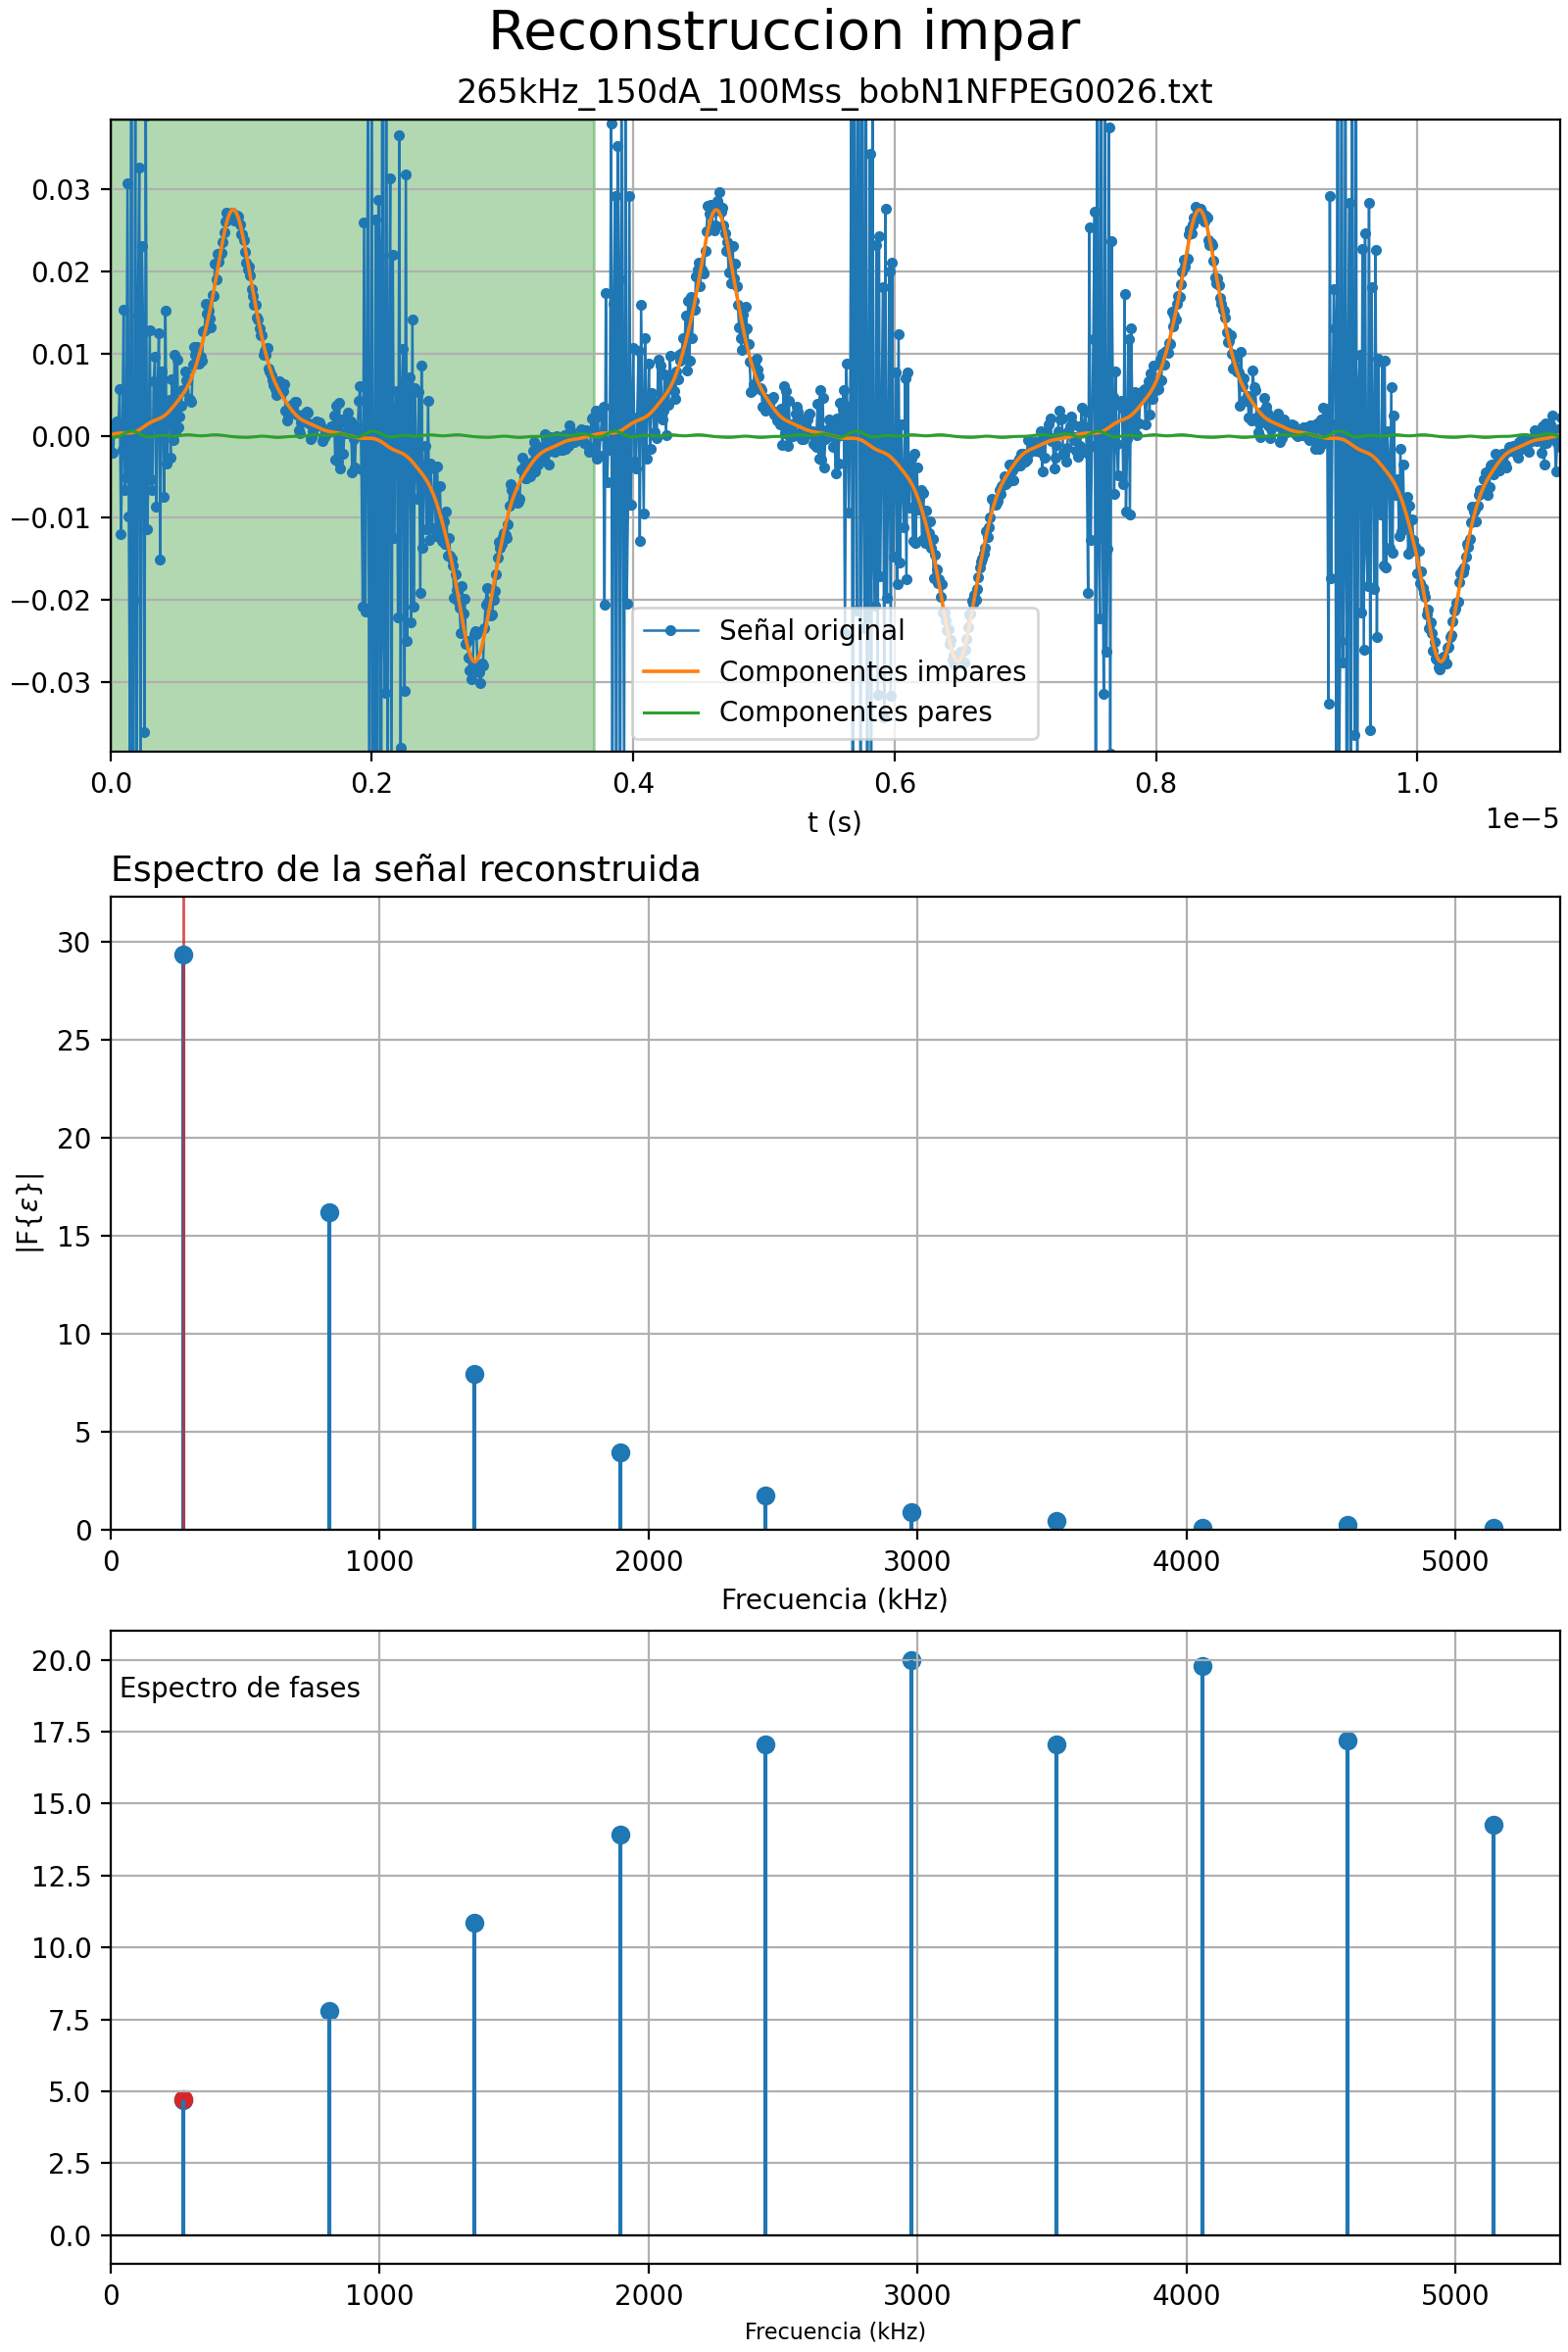 Reconstruccion impar
265kHz_150dA_100Mss_bobN1NFPEG0026.txt
0.03
0.02
0.01
0.00
−0.01
−0.02
−0.03
Señal original
Componentes impares
Componentes pares
0.0 0.2 0.4 0.6 0.8 1.0
1e−5
t (s)
Espectro de la señal reconstruida
30
25
20
15
10
5
0
|F{ε}|
0 1000 2000 3000 4000 5000
Frecuencia (kHz)
20.0
Espectro de fases
17.5
15.0
12.5
10.0
7.5
5.0
2.5
0.0
0 1000 2000 3000 4000 5000
Frecuencia (kHz)